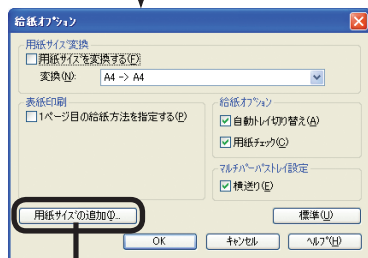 給紙ｵﾌﾟｼｮﾝ
用紙ｻｲｽﾞ変換
用紙ｻｲｽﾞを変換する(F)
変換(N):
A4 -> A4
表紙印刷
1ﾍﾟｰｼﾞ目の給紙方法を指定する(P)
給紙ｵﾌﾟｼｮﾝ
自動ﾄﾚｲ切り替え(A)
用紙ﾁｪｯｸ(C)
ﾏﾙﾁﾊﾟｰﾊﾟｽﾄﾚｲ設定
横送り(E)
用紙ｻｲｽﾞの追加(I)...
標準(U)
OK
ｷｬﾝｾﾙ
ﾍﾙﾌﾟ(H)